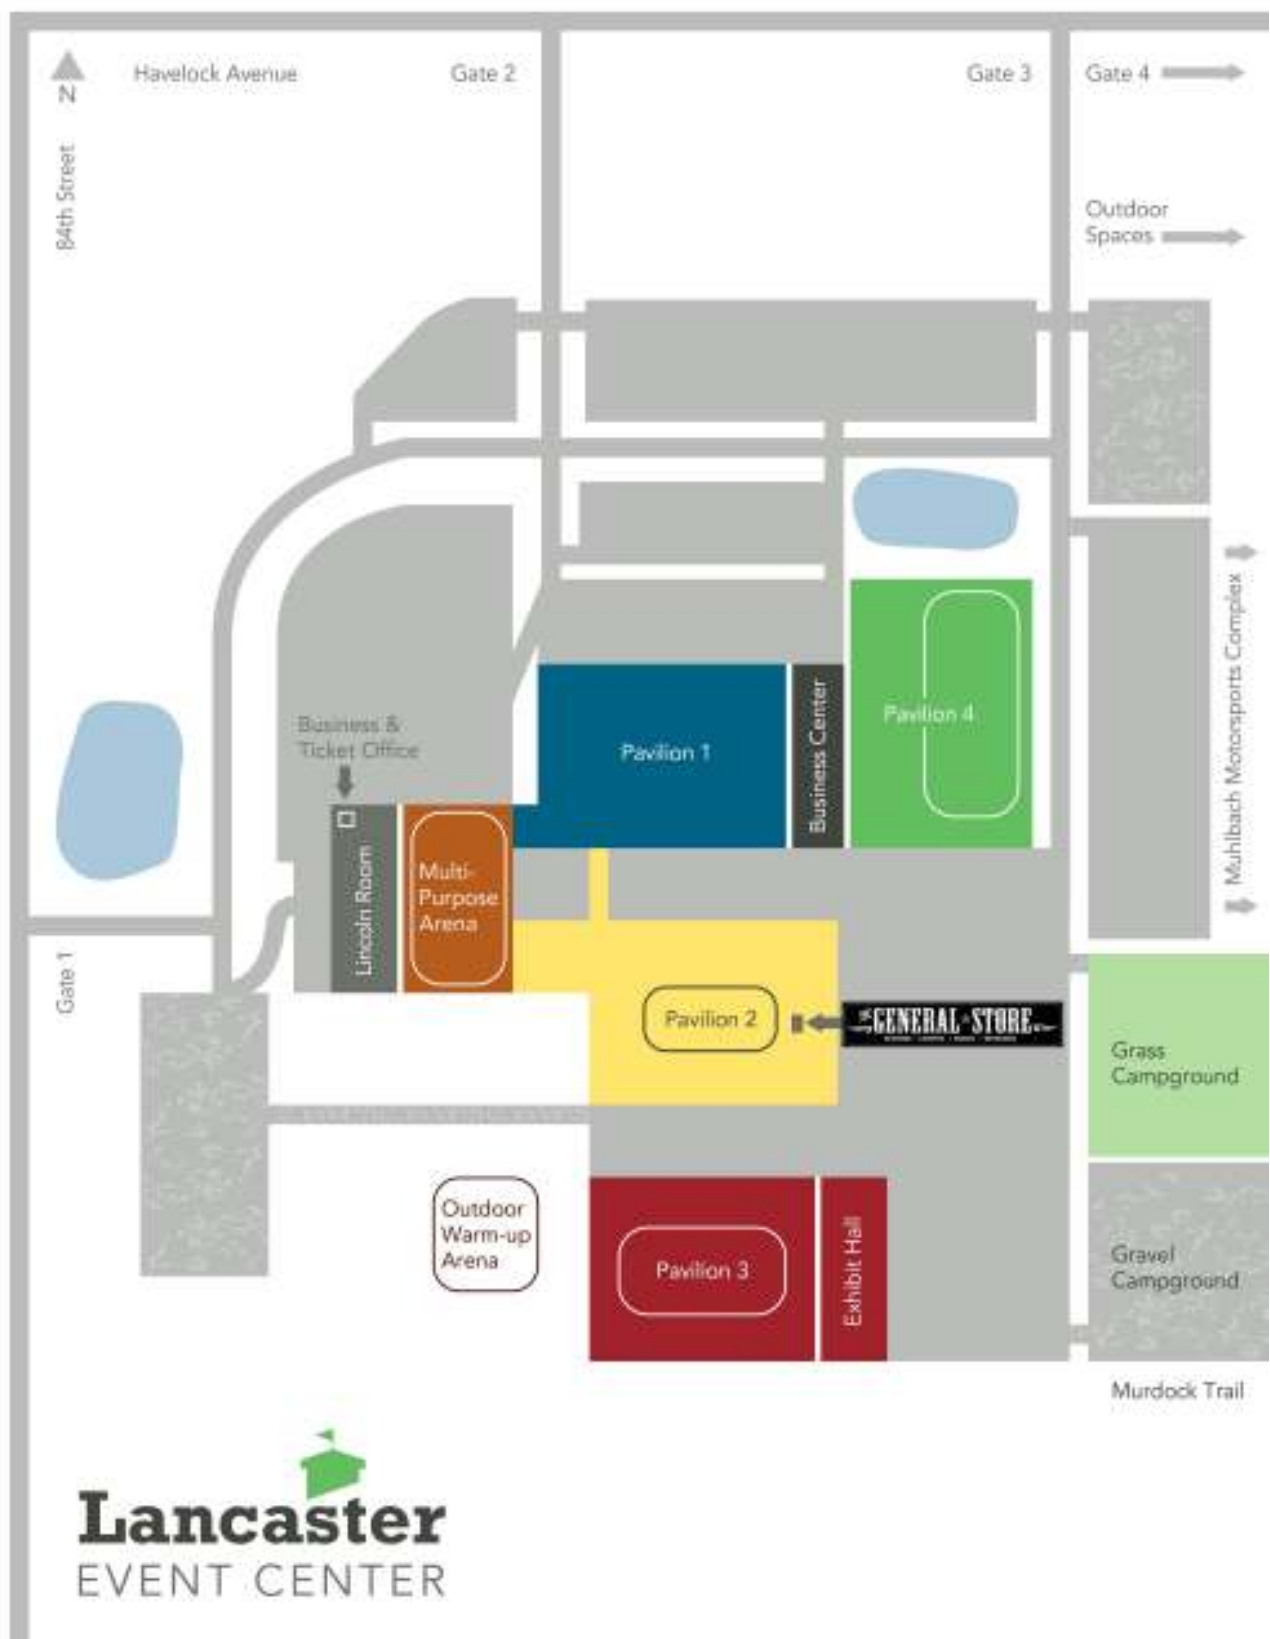 Havelock Avenue
Gate 2
Gate 3
Gate 4
N
84th Street
Outdoor
Spaces
Muhlbach Motorsports Complex
Business &
Ticket Office
Pavilion 1
Business Center
Pavilion 4
Lincoln Room
Multi-
Purpose
Arena
Gate 1
Pavilion 2
THE GENERAL STORE
Grass
Campground
Outdoor
Warm-up
Arena
Pavilion 3
Exhibit Hall
Gravel
Campground
Murdock Trail
Lancaster
EVENT CENTER